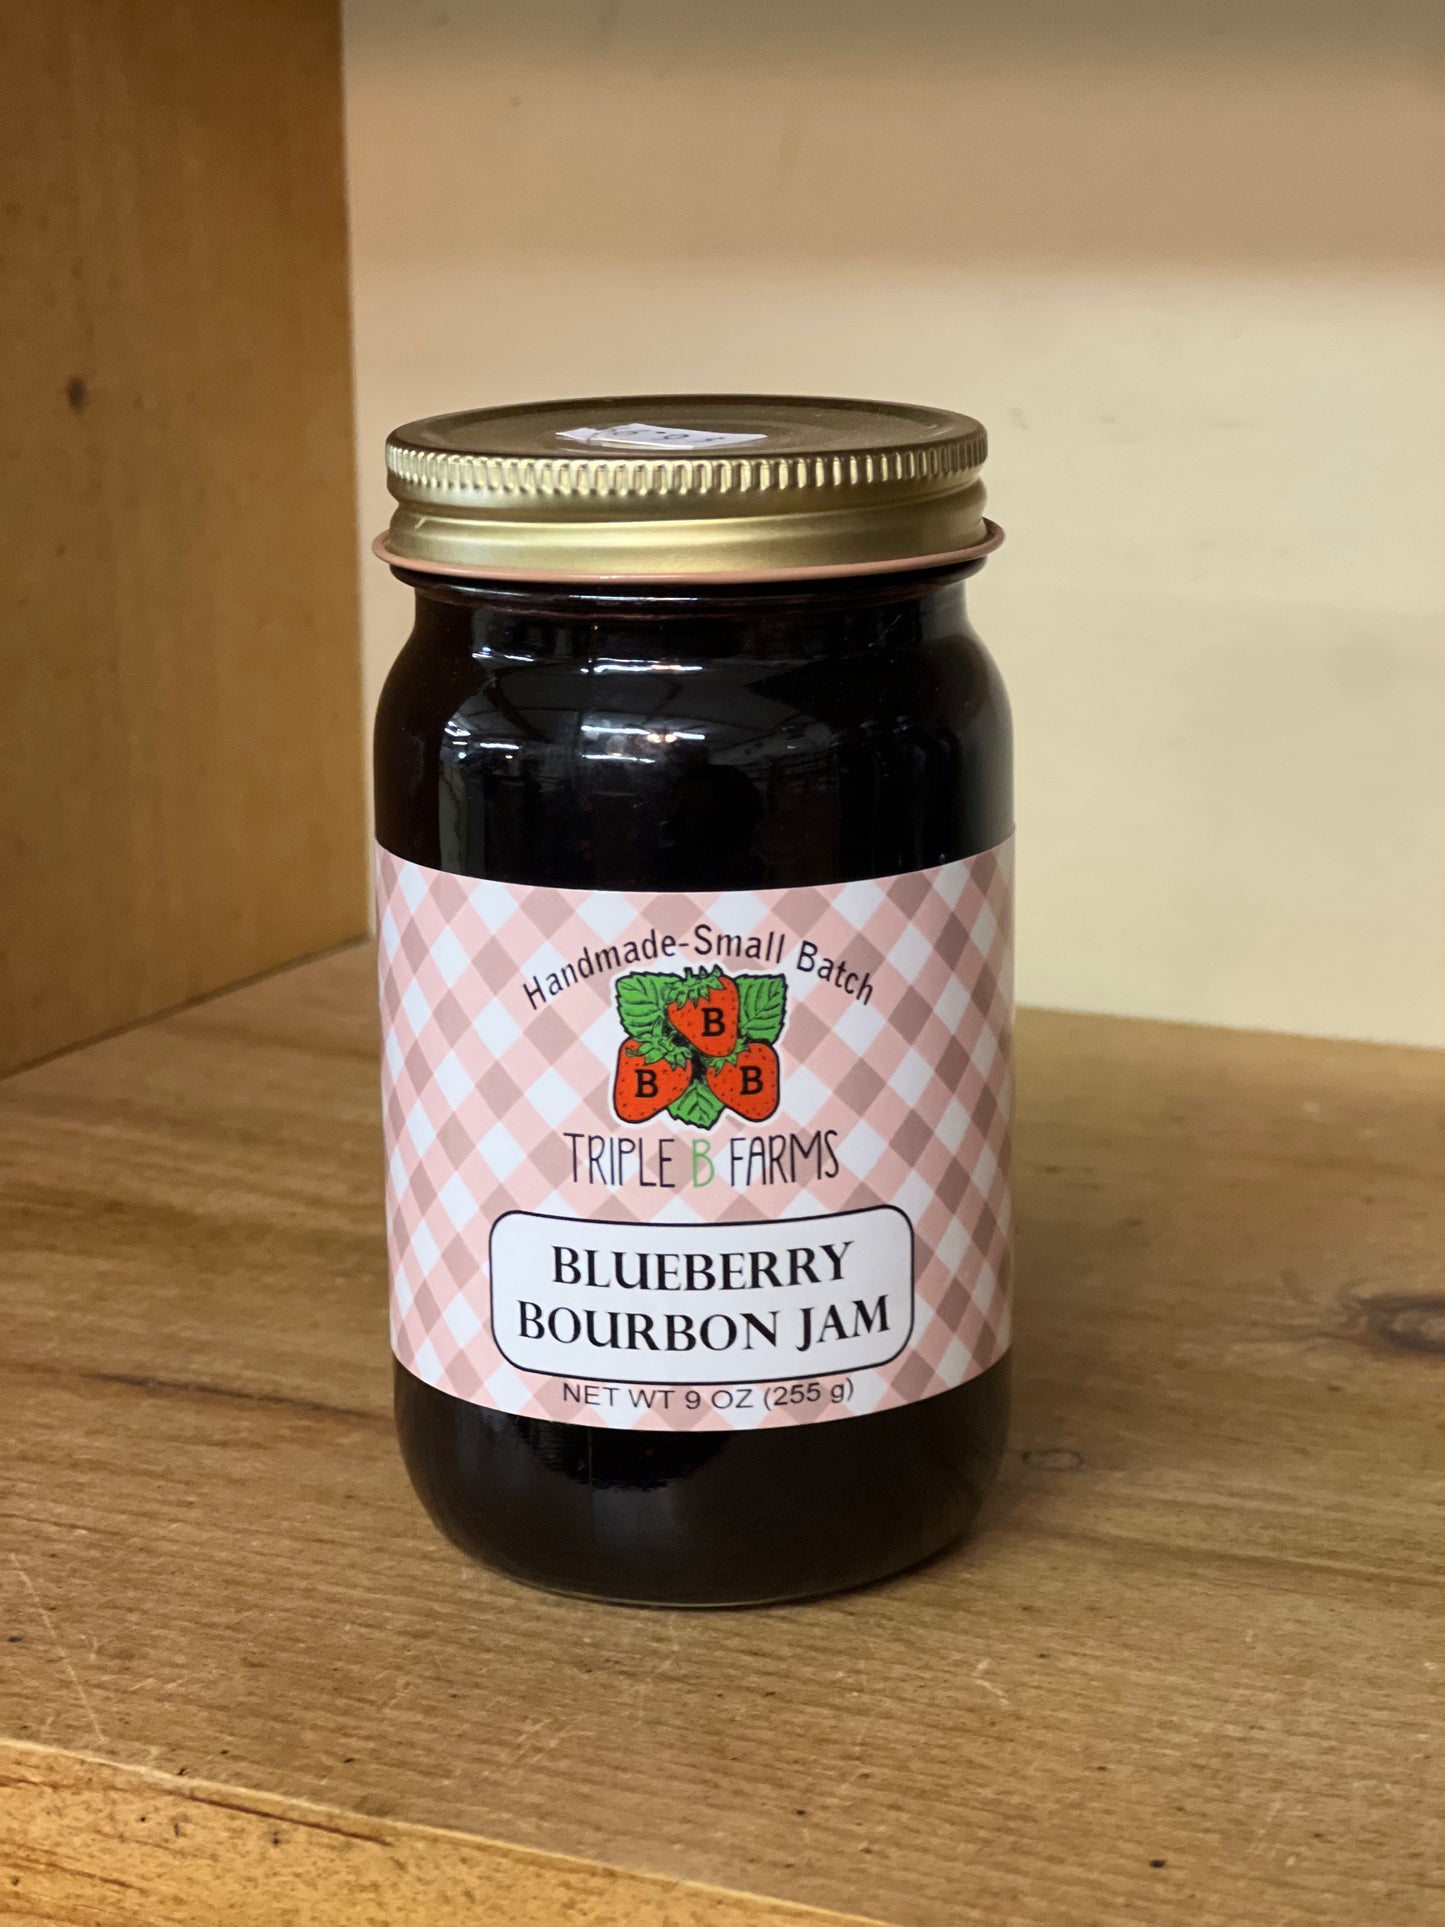 Handmade-Small Batch
B
B B
TRIPLE B FARMS
BLUEBERRY
BOURBON JAM
NET WT 9 OZ (255 g)